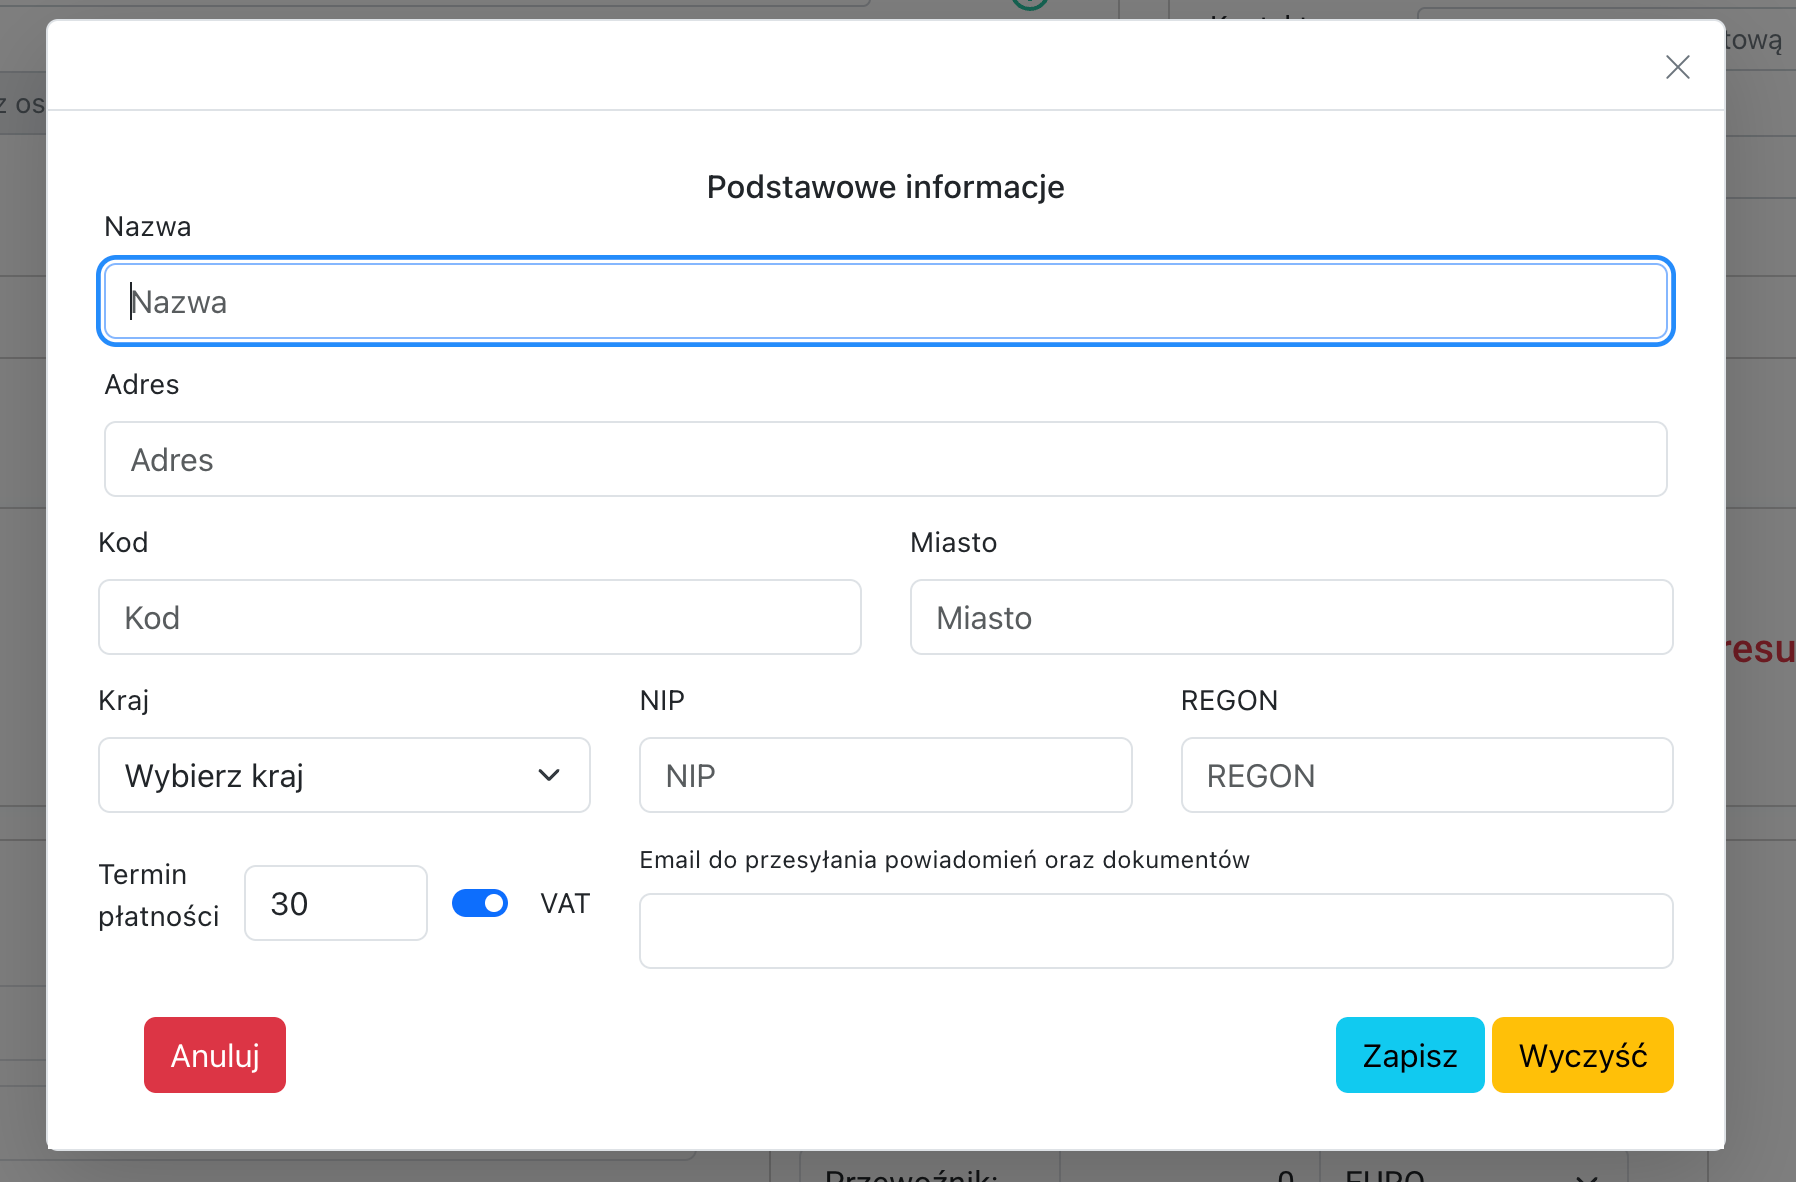 tową
z os
Podstawowe informacje
Nazwa
Nazwa
Adres
Adres
Kod
Miasto
Kod
Miasto
resu
Kraj
NIP
REGON
Wybierz kraj
NIP
REGON
Termin
płatności
30
VAT
Email do przesyłania powiadomień oraz dokumentów
Anuluj
Zapisz
Wyczyść
Przewoźnik:
0
EURO